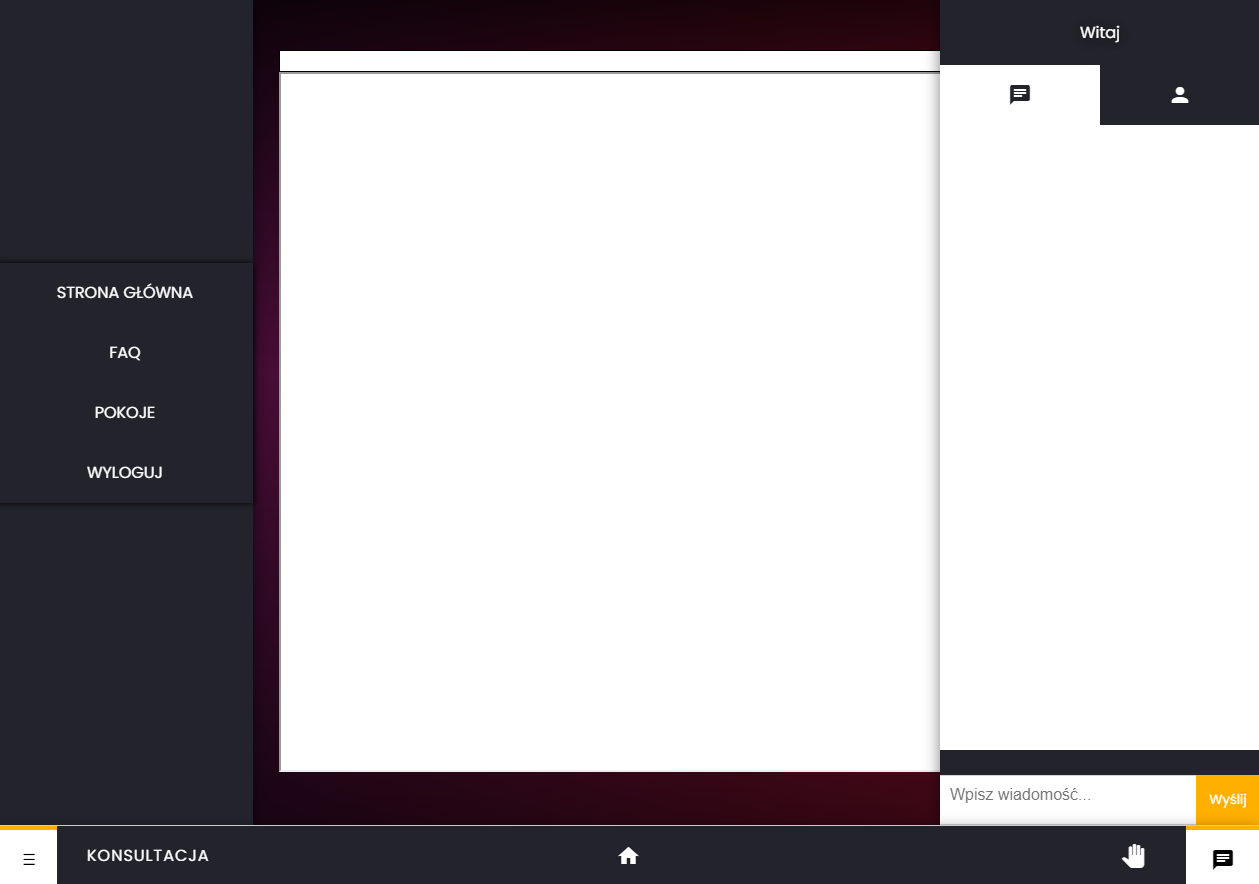 Witaj
STRONA GŁÓWNA
FAQ
POKOJE
WYLOGUJ
Wpisz wiadomość...
Wyślij
KONSULTACJA